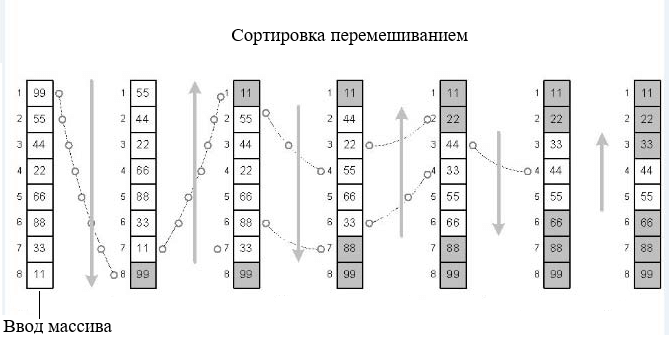 Сортировка перемешиванием
1 99 1 55 1 11 1 11 1 11 1 11 1 11
2 55 2 44 2 55 2 44 2 22 2 22 2 22
3 44 3 22 3 44 3 22 3 44 3 33 3 33
4 22 4 66 4 22 4 55 4 33 4 44 4 44
5 66 5 88 5 66 5 66 5 55 5 55 5 55
6 88 6 33 6 88 6 33 6 66 6 66 6 66
7 33 7 11 7 33 7 88 7 88 7 88 7 88
8 11 8 99 8 99 8 99 8 99 8 99 8 99
Ввод массива